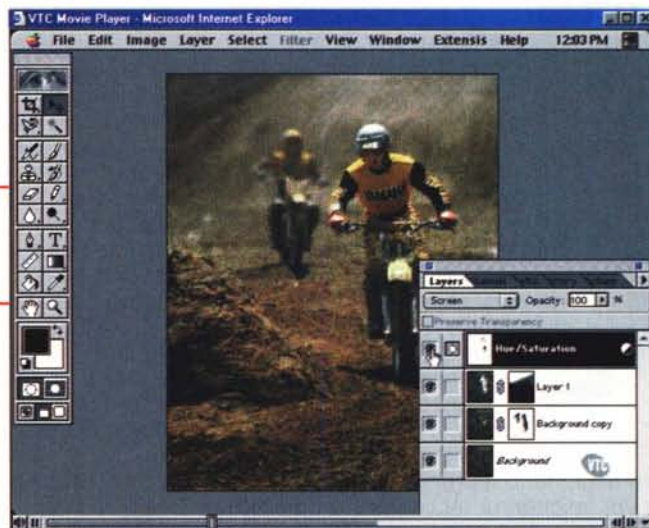 VTC Movie Player - Microsoft Internet Explorer
File Edit Image Layer Select Filter View Window Extensis Help 12:03 PM
T
Layers
Screen Opacity: 100 %
Preserve Transparency
Hue/Saturation
Layer 1
Background copy
Background VTC